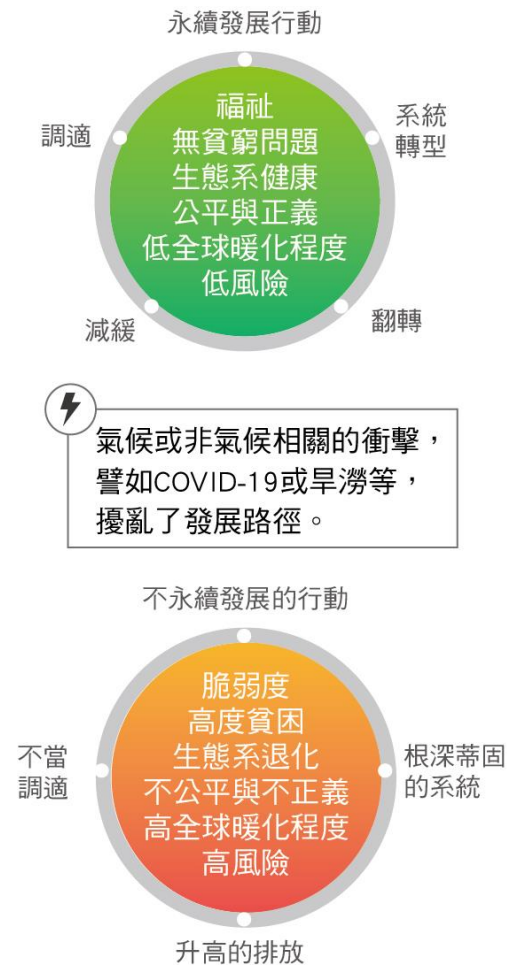 永續發展行動
調適
系統
轉型
福祉
無貧窮問題
生態系健康
公平與正義
低全球暖化程度
低風險
減緩
翻轉
氣候或非氣候相關的衝擊，
譬如COVID-19或旱澇等，
擾亂了發展路徑。
不永續發展的行動
不當
調適
脆弱度
高度貧困
生態系退化
不公平與不正義
高全球暖化程度
高風險
根深蒂固
的系統
升高的排放